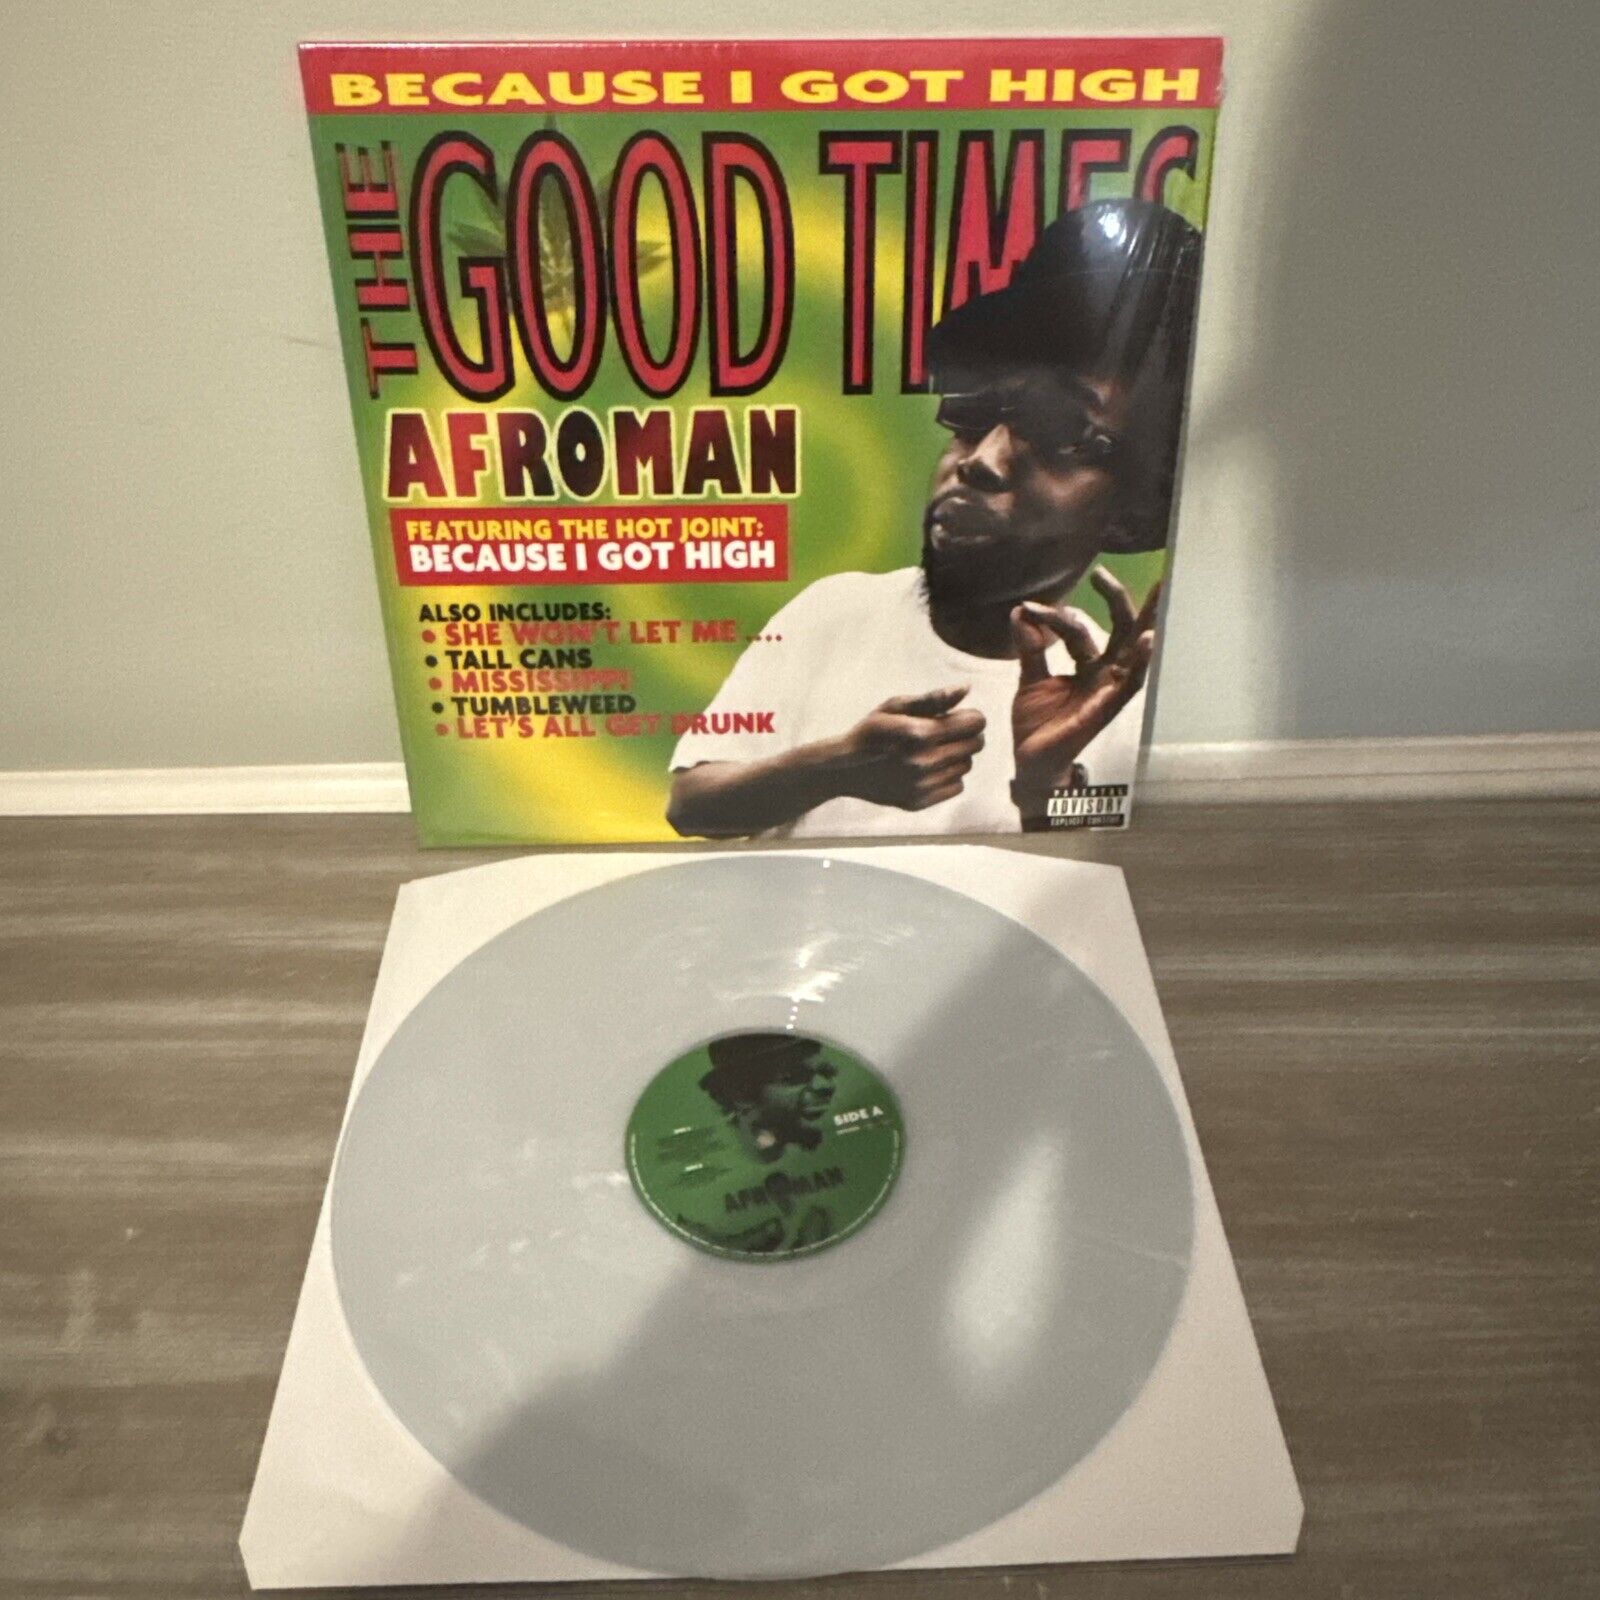 BECAUSE I GOT HIGH
THE
GOOD TIMES
AFROMAN
FEATURING THE HOT JOINT:
BECAUSE I GOT HIGH
ALSO INCLUDES:
• SHE WON'T LET ME ....
• TALL CANS
• MISSISSIPPI
• TUMBLEWEED
• LET'S ALL GET DRUNK
PARENTAL
ADVISORY
EXPLICIT CONTENT
SIDE A
AFROMAN